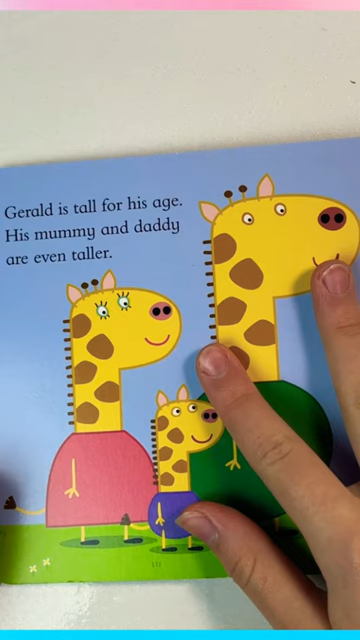 Gerald is tall for his age.
His mummy and daddy
are even taller.